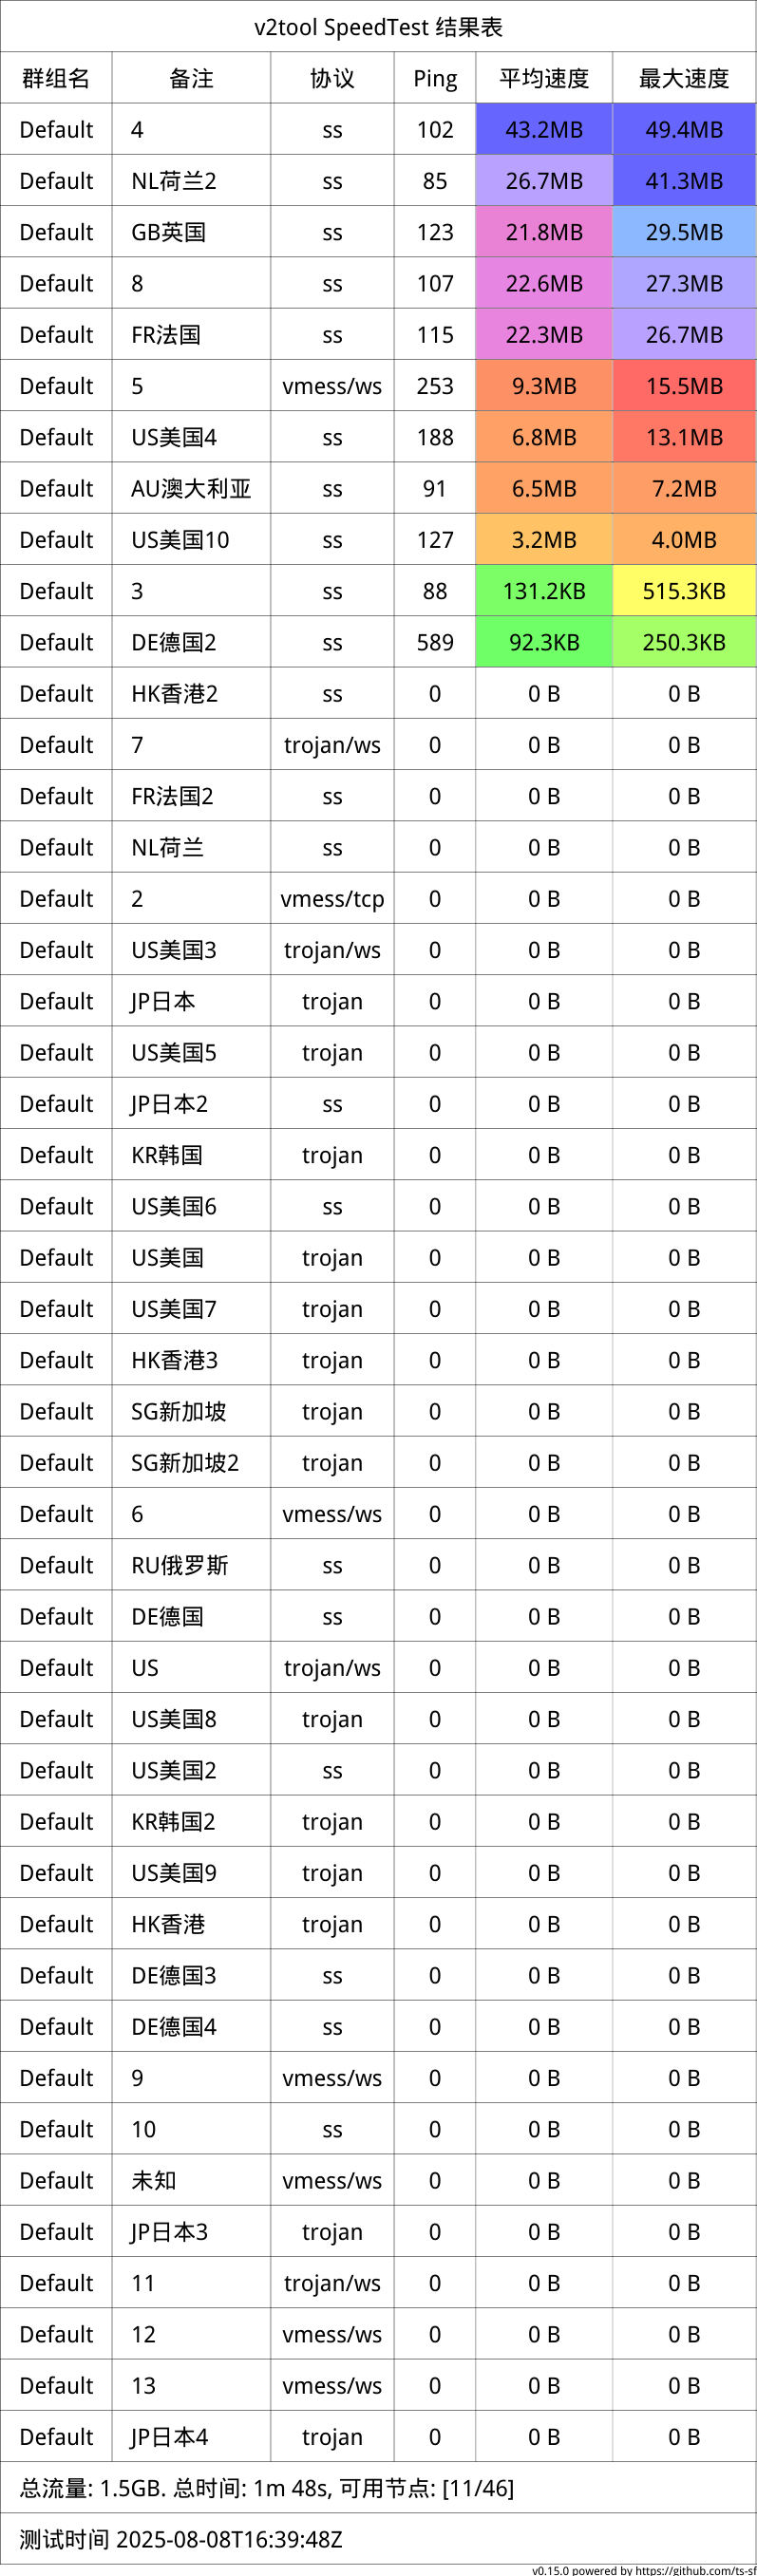 v2tool SpeedTest 结果表
群组名 备注 协议 Ping 平均速度 最大速度
Default 4 ss 102 43.2MB 49.4MB
Default NL荷兰2 ss 85 26.7MB 41.3MB
Default GB英国 ss 123 21.8MB 29.5MB
Default 8 ss 107 22.6MB 27.3MB
Default FR法国 ss 115 22.3MB 26.7MB
Default 5 vmess/ws 253 9.3MB 15.5MB
Default US美国4 ss 188 6.8MB 13.1MB
Default AU澳大利亚 ss 91 6.5MB 7.2MB
Default US美国10 ss 127 3.2MB 4.0MB
Default 3 ss 88 131.2KB 515.3KB
Default DE德国2 ss 589 92.3KB 250.3KB
Default HK香港2 ss 0 0 B 0 B
Default 7 trojan/ws 0 0 B 0 B
Default FR法国2 ss 0 0 B 0 B
Default NL荷兰 ss 0 0 B 0 B
Default 2 vmess/tcp 0 0 B 0 B
Default US美国3 trojan/ws 0 0 B 0 B
Default JP日本 trojan 0 0 B 0 B
Default US美国5 trojan 0 0 B 0 B
Default JP日本2 ss 0 0 B 0 B
Default KR韩国 trojan 0 0 B 0 B
Default US美国6 ss 0 0 B 0 B
Default US美国 trojan 0 0 B 0 B
Default US美国7 trojan 0 0 B 0 B
Default HK香港3 trojan 0 0 B 0 B
Default SG新加坡 trojan 0 0 B 0 B
Default SG新加坡2 trojan 0 0 B 0 B
Default 6 vmess/ws 0 0 B 0 B
Default RU俄罗斯 ss 0 0 B 0 B
Default DE德国 ss 0 0 B 0 B
Default US trojan/ws 0 0 B 0 B
Default US美国8 trojan 0 0 B 0 B
Default US美国2 ss 0 0 B 0 B
Default KR韩国2 trojan 0 0 B 0 B
Default US美国9 trojan 0 0 B 0 B
Default HK香港 trojan 0 0 B 0 B
Default DE德国3 ss 0 0 B 0 B
Default DE德国4 ss 0 0 B 0 B
Default 9 vmess/ws 0 0 B 0 B
Default 10 ss 0 0 B 0 B
Default 未知 vmess/ws 0 0 B 0 B
Default JP日本3 trojan 0 0 B 0 B
Default 11 trojan/ws 0 0 B 0 B
Default 12 vmess/ws 0 0 B 0 B
Default 13 vmess/ws 0 0 B 0 B
Default JP日本4 trojan 0 0 B 0 B
总流量: 1.5GB. 总时间: 1m 48s, 可用节点: [11/46]
测试时间 2025-08-08T16:39:48Z
v0.15.0 powered by https://github.com/ts-sf